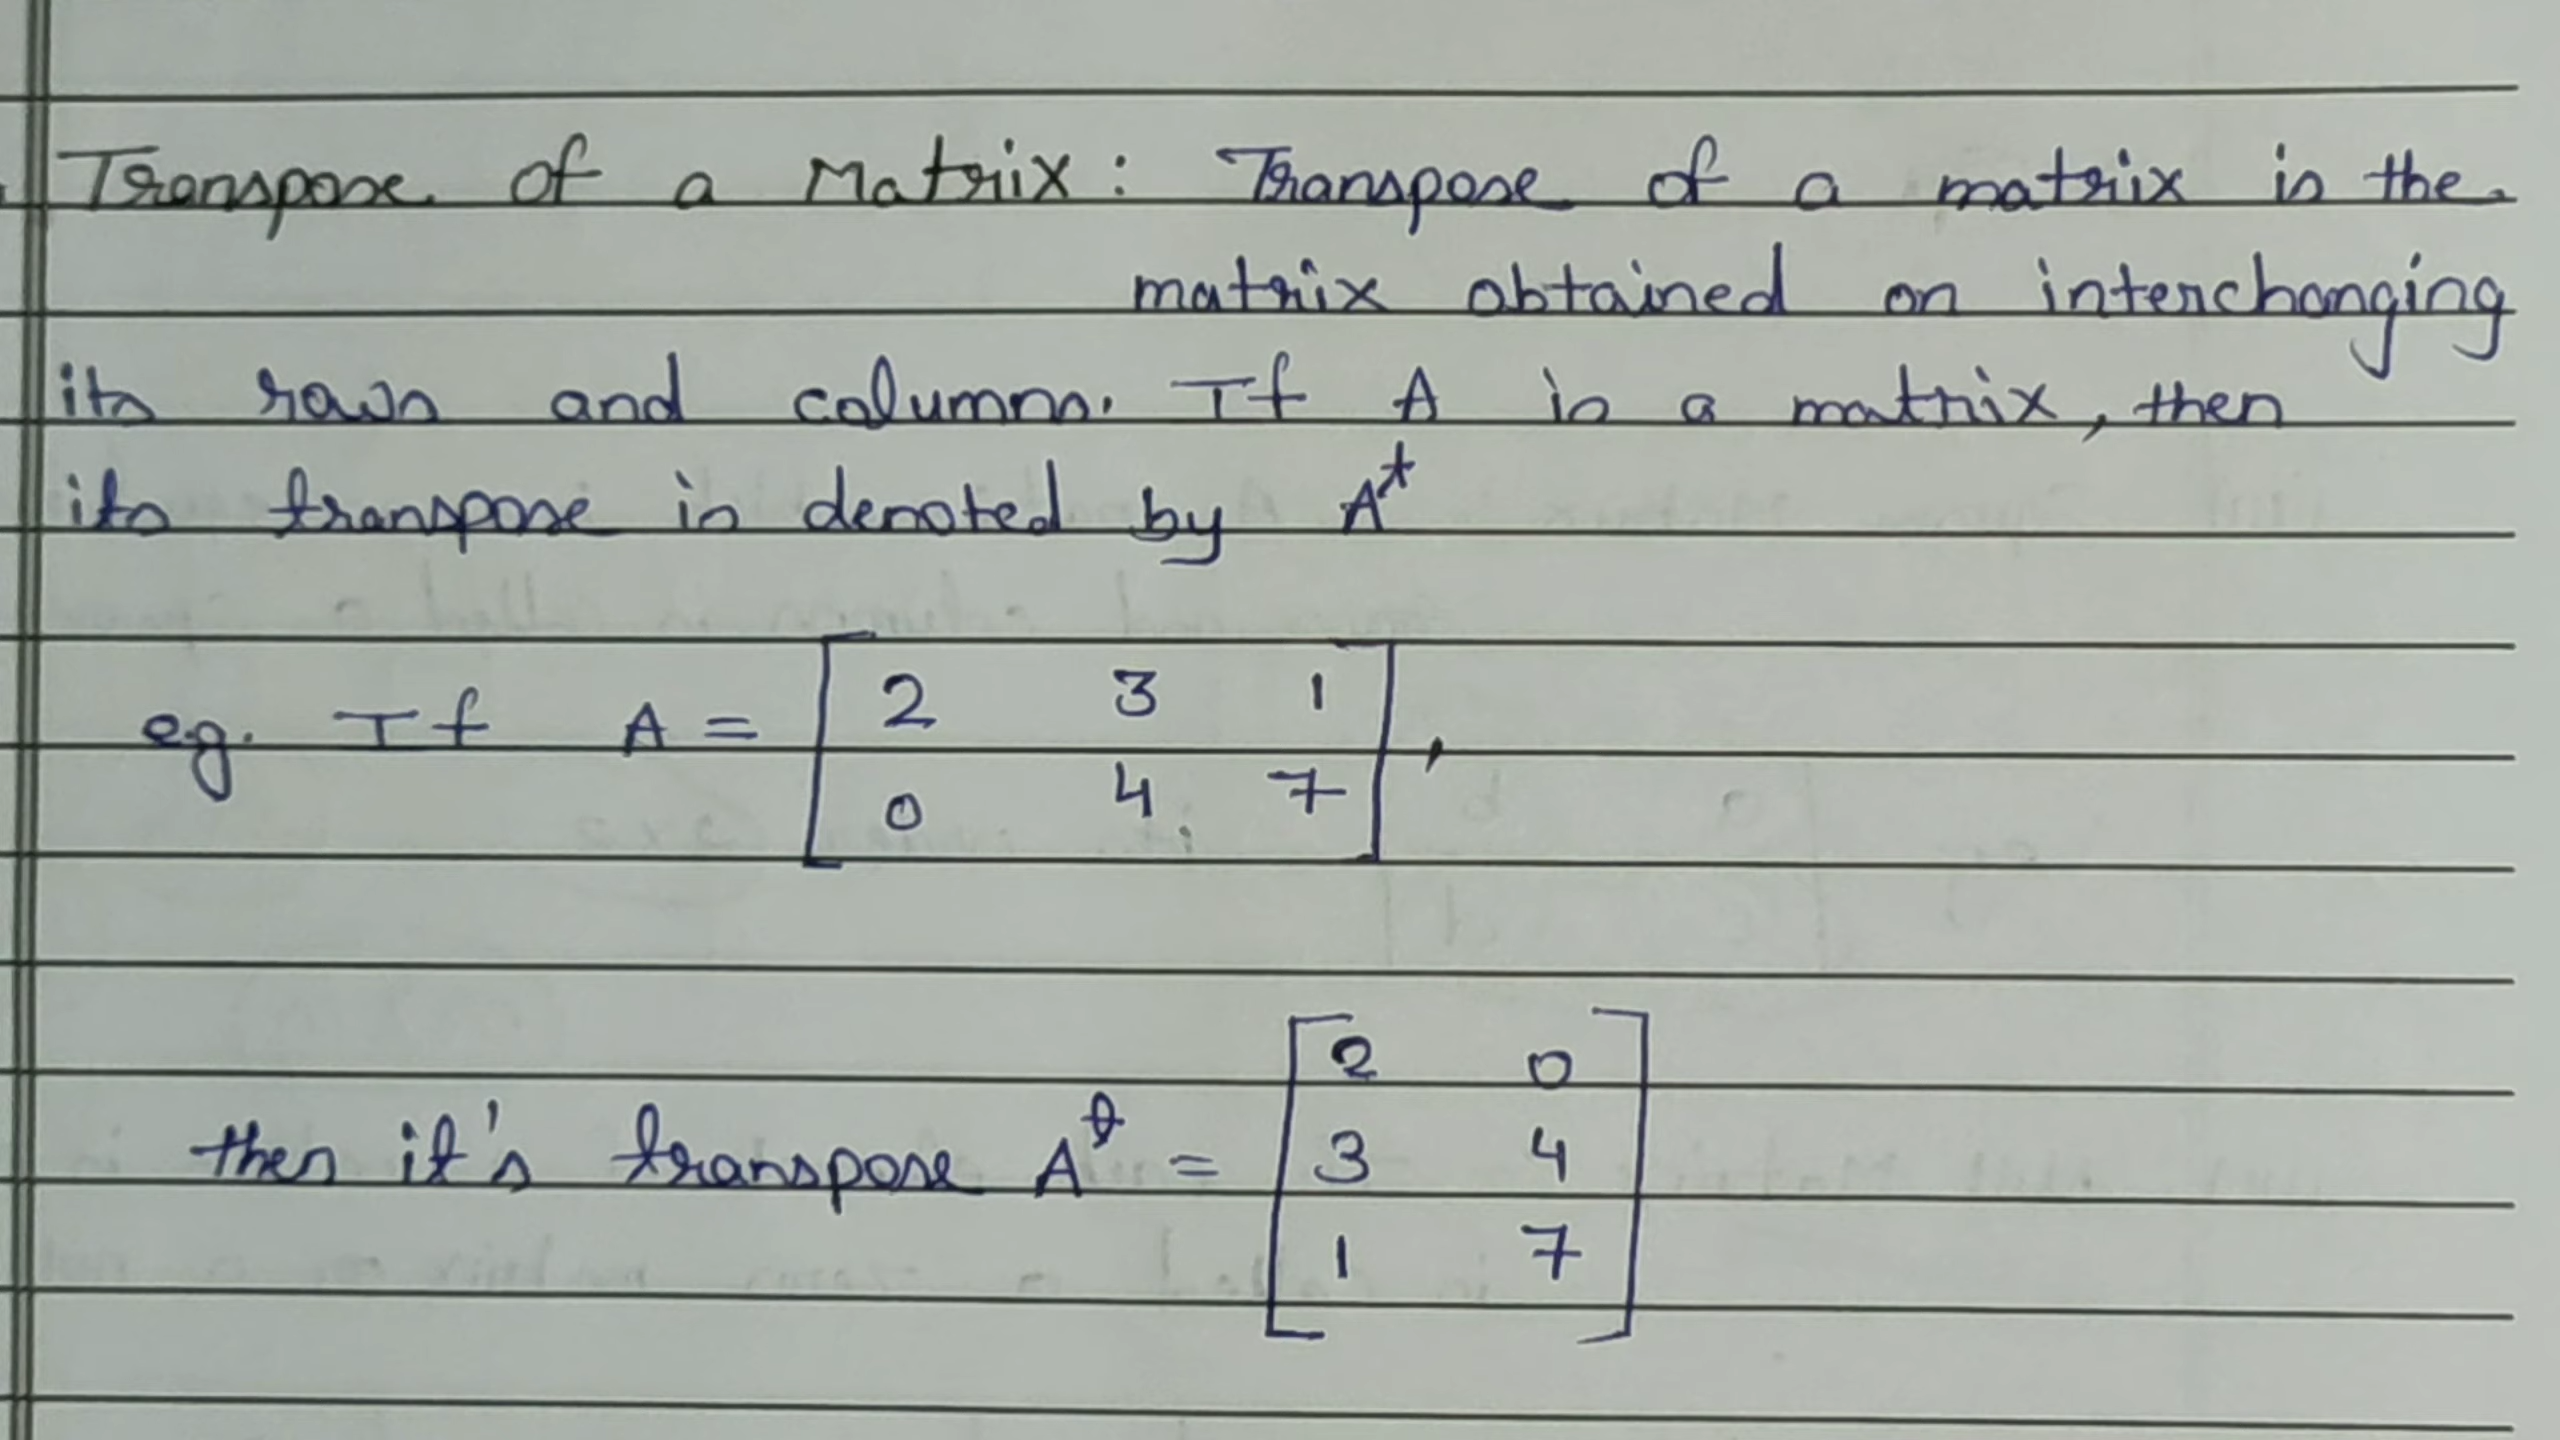 Transpose of a Matrix: Transpose of a matrix is the
matrix obtained on interchanging
its rows and columns. If A is a matrix, then
its transpose is denoted by A^t
eg. If A = [ 2 3 1
0 4 7 ],
then it's transpose A^t = [ 2 0
3 4
1 7 ]